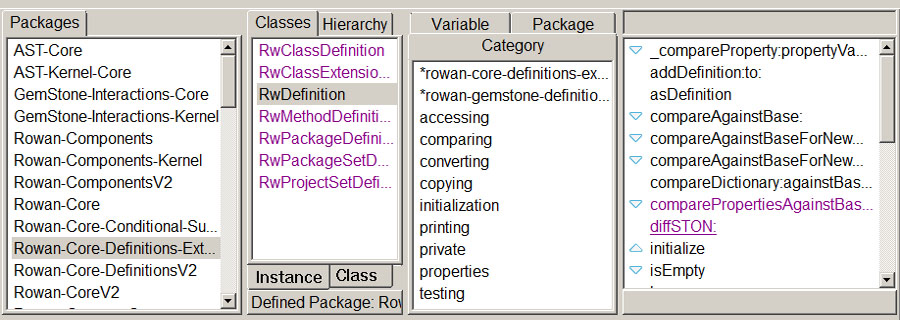 Packages
AST-Core
AST-Kernel-Core
GemStone-Interactions-Core
GemStone-Interactions-Kernel
Rowan-Components
Rowan-Components-Kernel
Rowan-ComponentsV2
Rowan-Core
Rowan-Core-Conditional-Su...
Rowan-Core-Definitions-Ext...
Rowan-Core-DefinitionsV2
Rowan-CoreV2
Classes
Hierarchy
RwClassDefinition
RwClassExtensio...
RwDefinition
RwMethodDefiniti...
RwPackageDefini...
RwPackageSetD...
RwProjectSetDefi...
Instance
Class
Defined Package: Row
Variable
Package
Category
*rowan-core-definitions-ex...
*rowan-gemstone-definitio...
accessing
comparing
converting
copying
initialization
printing
private
properties
testing
_compareProperty:propertyVa...
addDefinition:to:
asDefinition
compareAgainstBase:
compareAgainstBaseForNew...
compareAgainstBaseForNew...
compareDictionary:againstBas...
comparePropertiesAgainstBas...
diffSTON:
initialize
isEmpty